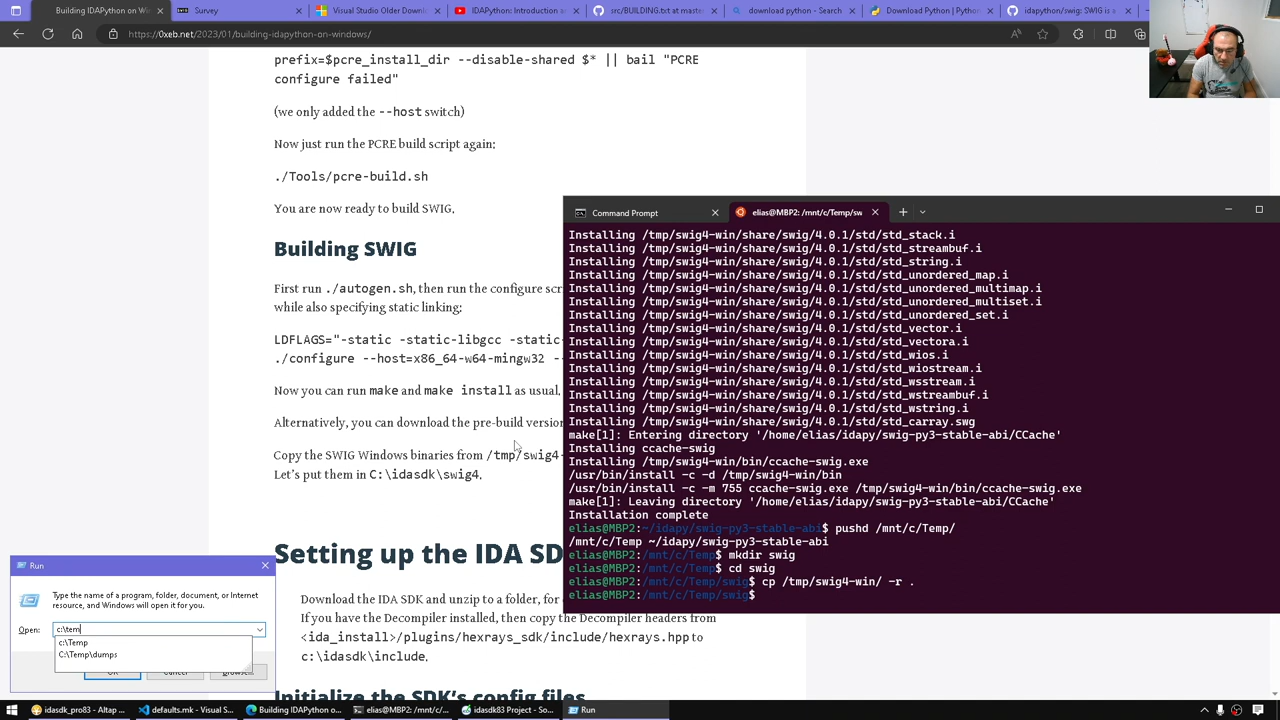 Building IDAPython on Win
Survey
Visual Studio Older Downl
IDAPython: Introduction a
src/BUILDING.txt at maste
download python - Search
Download Python | Python
idapython/swig: SWIG is a
https://0xeb.net/2023/01/building-idapython-on-windows/
prefix=$pcre_install_dir --disable-shared $* || bail "PCRE
configure failed"
(we only added the --host switch)
Now just run the PCRE build script again:
./Tools/pcre-build.sh
You are now ready to build SWIG.
Building SWIG
First run ./autogen.sh, then run the configure scr
while also specifying static linking:
LDFLAGS="-static -static-libgcc -static-
./configure --host=x86_64-w64-mingw32 --
Now you can run make and make install as usual.
Alternatively, you can download the pre-build version
Copy the SWIG Windows binaries from /tmp/swig4-
Let's put them in C:\idasdk\swig4.
Setting up the IDA SD
Download the IDA SDK and unzip to a folder, for
If you have the Decompiler installed, then copy the Decompiler headers from
<ida_install>/plugins/hexrays_sdk/include/hexrays.hpp to
c:\idasdk\include.
Initialize the SDK's config files
Command Prompt
elias@MBP2: /mnt/c/Temp/sw
Installing /tmp/swig4-win/share/swig/4.0.1/std/std_stack.i
Installing /tmp/swig4-win/share/swig/4.0.1/std/std_streambuf.i
Installing /tmp/swig4-win/share/swig/4.0.1/std/std_string.i
Installing /tmp/swig4-win/share/swig/4.0.1/std/std_unordered_map.i
Installing /tmp/swig4-win/share/swig/4.0.1/std/std_unordered_multimap.i
Installing /tmp/swig4-win/share/swig/4.0.1/std/std_unordered_multiset.i
Installing /tmp/swig4-win/share/swig/4.0.1/std/std_unordered_set.i
Installing /tmp/swig4-win/share/swig/4.0.1/std/std_vector.i
Installing /tmp/swig4-win/share/swig/4.0.1/std/std_vectora.i
Installing /tmp/swig4-win/share/swig/4.0.1/std/std_wios.i
Installing /tmp/swig4-win/share/swig/4.0.1/std/std_wiostream.i
Installing /tmp/swig4-win/share/swig/4.0.1/std/std_wsstream.i
Installing /tmp/swig4-win/share/swig/4.0.1/std/std_wstreambuf.i
Installing /tmp/swig4-win/share/swig/4.0.1/std/std_wstring.i
Installing /tmp/swig4-win/share/swig/4.0.1/std/std_carray.swg
make[1]: Entering directory '/home/elias/idapy/swig-py3-stable-abi/CCache'
Installing ccache-swig
Installing /tmp/swig4-win/bin/ccache-swig.exe
/usr/bin/install -c -d /tmp/swig4-win/bin
/usr/bin/install -c -m 755 ccache-swig.exe /tmp/swig4-win/bin/ccache-swig.exe
make[1]: Leaving directory '/home/elias/idapy/swig-py3-stable-abi/CCache'
Installation complete
elias@MBP2:~/idapy/swig-py3-stable-abi$ pushd /mnt/c/Temp/
/mnt/c/Temp ~/idapy/swig-py3-stable-abi
elias@MBP2:/mnt/c/Temp$ mkdir swig
elias@MBP2:/mnt/c/Temp$ cd swig
elias@MBP2:/mnt/c/Temp/swig$ cp /tmp/swig4-win/ -r .
elias@MBP2:/mnt/c/Temp/swig$
Run
Type the name of a program, folder, document, or Internet
resource, and Windows will open it for you.
Open: c:\tem
c:\Temp
C:\Temp\dumps
OK
Cancel
Browse...
idasdk_pro83 - Altap ...
defaults.mk - Visual S...
Building IDAPython o...
elias@MBP2: /mnt/c/...
idasdk83 Project - So...
Run